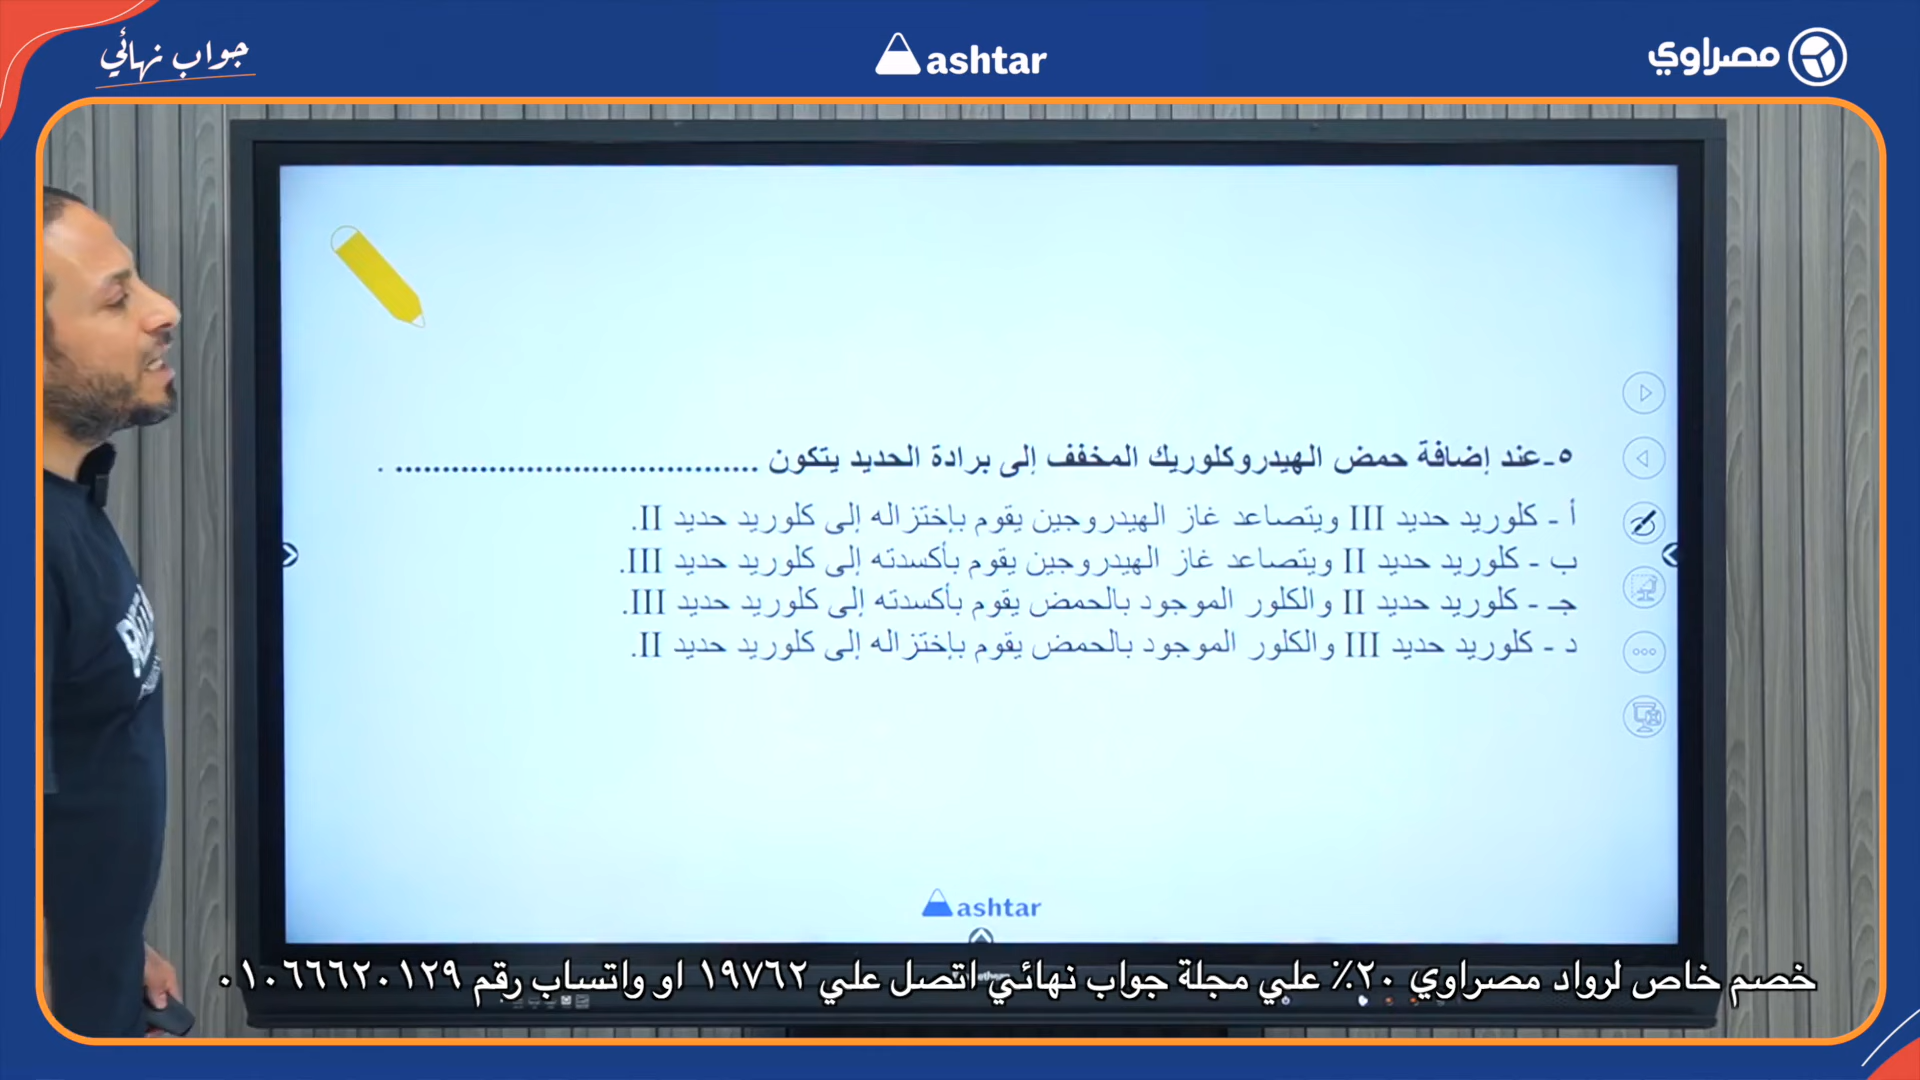 جواب نهائي
ashtar
مصراوي
٥-عند إضافة حمض الهيدروكلوريك المخفف إلى برادة الحديد يتكون ...................................... .
أ - كلوريد حديد III ويتصاعد غاز الهيدروجين يقوم بإختزاله إلى كلوريد حديد II.
ب - كلوريد حديد II ويتصاعد غاز الهيدروجين يقوم بأكسدته إلى كلوريد حديد III.
جـ - كلوريد حديد II والكلور الموجود بالحمض يقوم بأكسدته إلى كلوريد حديد III.
د - كلوريد حديد III والكلور الموجود بالحمض يقوم بإختزاله إلى كلوريد حديد II.
ashtar
خصم خاص لرواد مصراوي ٢٠٪ علي مجلة جواب نهائي اتصل علي ١٩٧٦٢ او واتساب رقم ٠١٠٦٦٦٢٠١٢٩